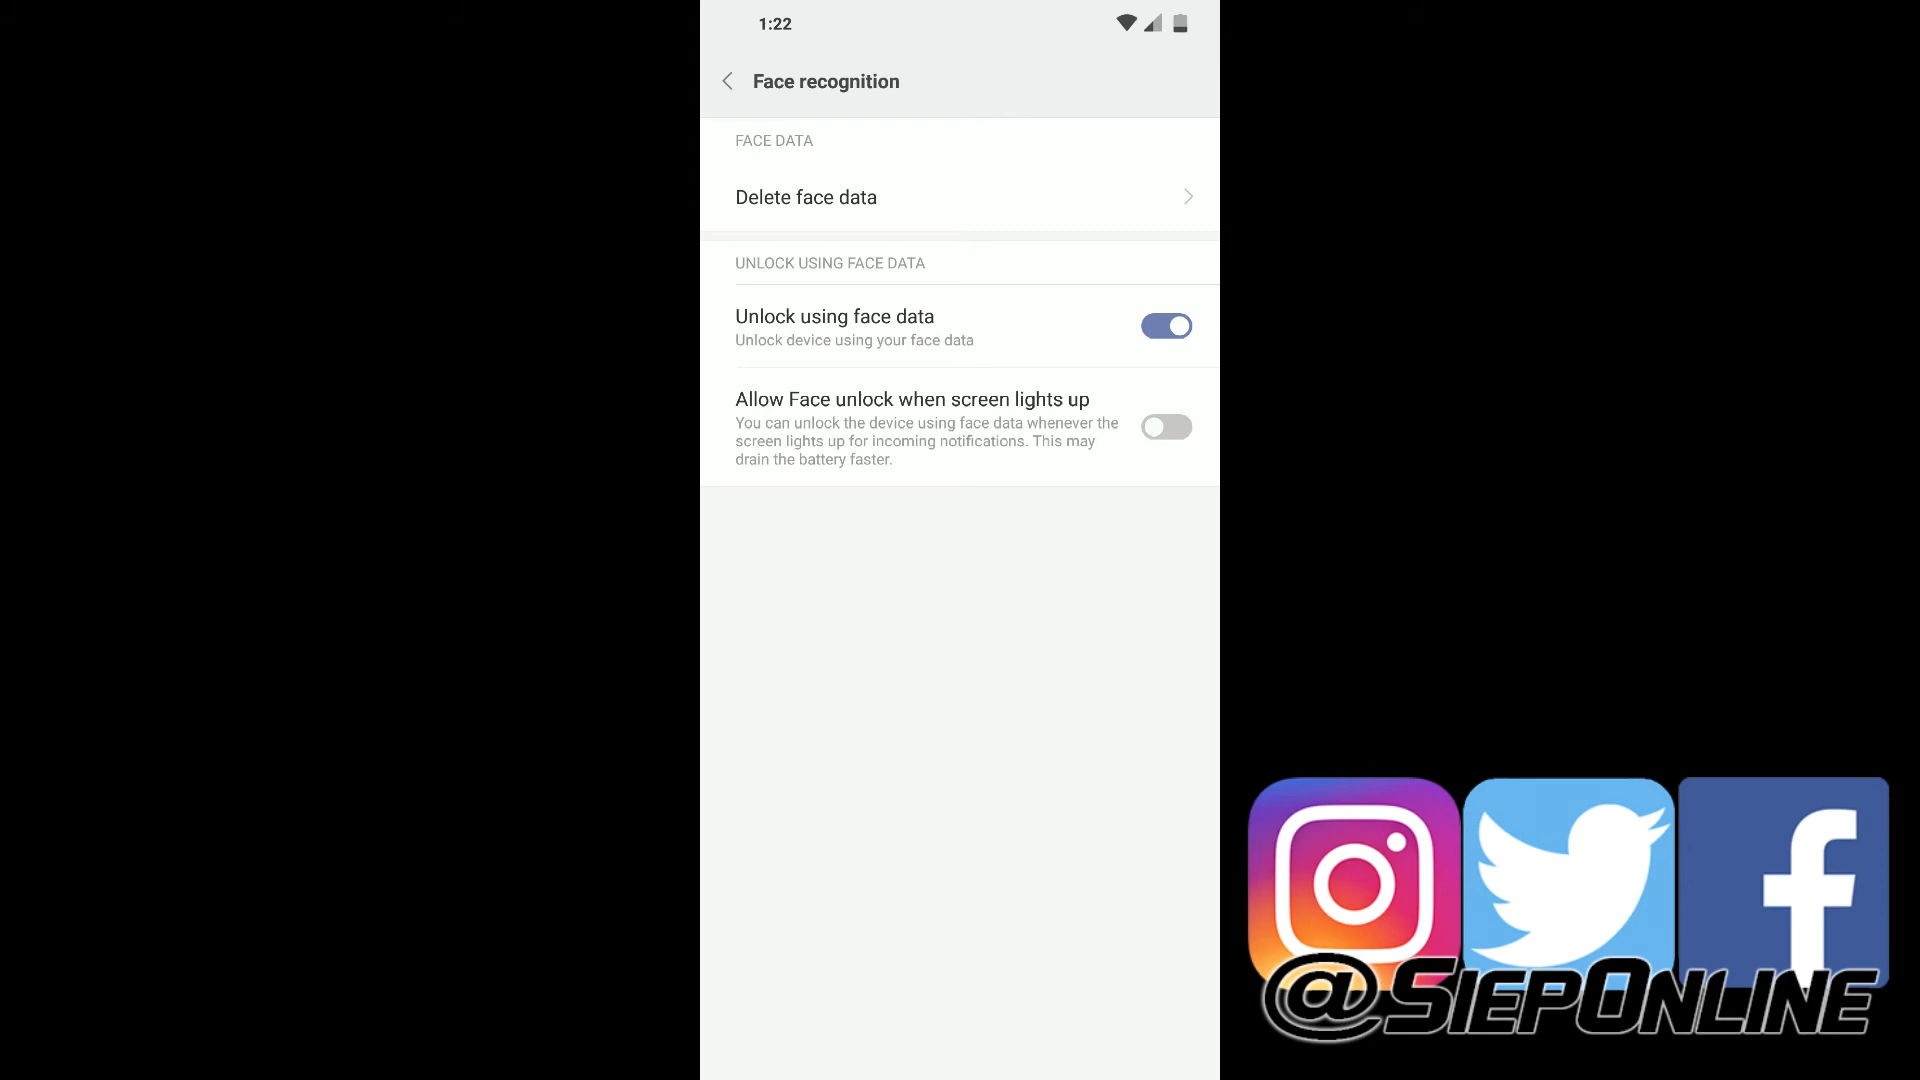 1:22
Face recognition
FACE DATA
Delete face data
UNLOCK USING FACE DATA
Unlock using face data
Unlock device using your face data
Allow Face unlock when screen lights up
You can unlock the device using face data whenever the
screen lights up for incoming notifications. This may
drain the battery faster.
@SIEPONLINE